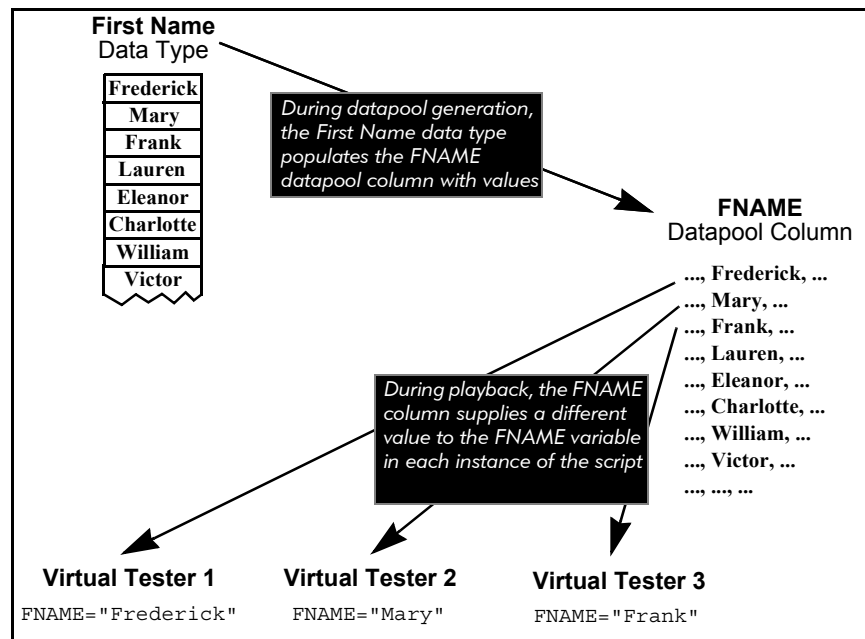 First Name
Data Type
Frederick
Mary
Frank
Lauren
Eleanor
Charlotte
William
Victor
During datapool generation,
the First Name data type
populates the FNAME
datapool column with values
FNAME
Datapool Column
..., Frederick, ...
..., Mary, ...
..., Frank, ...
..., Lauren, ...
..., Eleanor, ...
..., Charlotte, ...
..., William, ...
..., Victor, ...
..., ..., ...
During playback, the FNAME
column supplies a different
value to the FNAME variable
in each instance of the script
Virtual Tester 1
FNAME="Frederick"
Virtual Tester 2
FNAME="Mary"
Virtual Tester 3
FNAME="Frank"